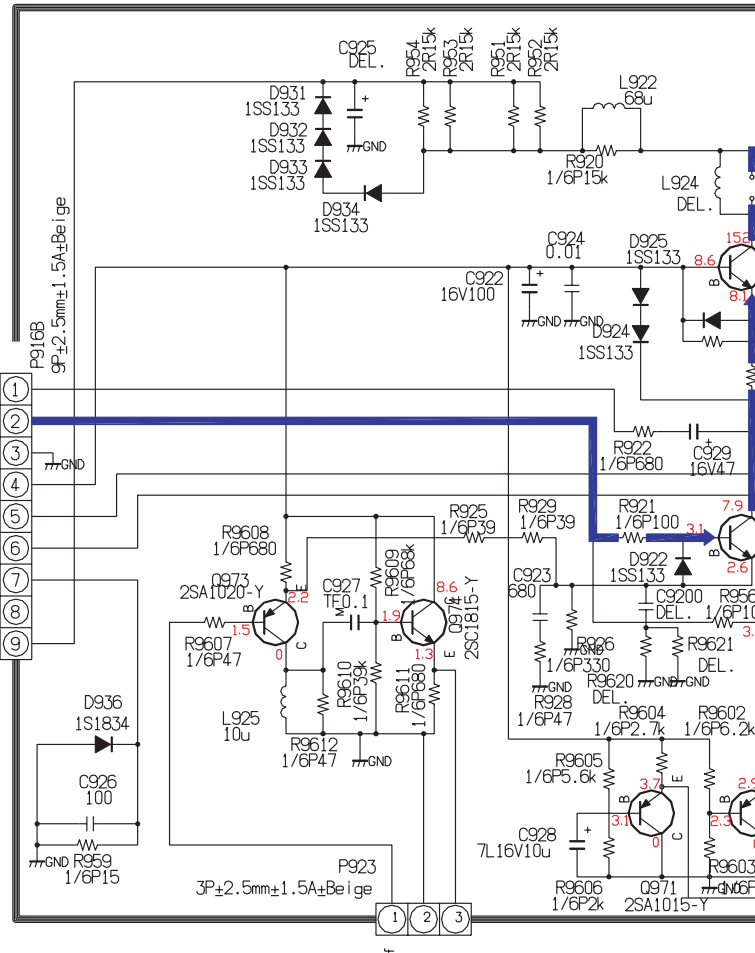 C925
DEL.
R954
2R15k
R953
2R15k
R951
2R15k
R952
2R15k
L922
68u
D931
1SS133
D932
1SS133
D933
1SS133
GND
D934
1SS133
R920
1/6P15k
L924
DEL.
152
C924
0.01
D925
1SS133
8.6
B
8.1
C922
16V100
GND
GND
D924
1SS133
P916B
9P±2.5mm±1.5A±Beige
1
2
3
4
5
6
7
8
9
GND
R922
1/6P680
C929
16V47
R925
1/6P39
R929
1/6P39
R921
1/6P100
7.9
3.1
B
2.6
D922
1SS133
R9608
1/6P680
Q973
2SA1020-Y
E
2.2
B
1.5
C
0
R9607
1/6P47
C927
TF0.1
M
R9609
1/6P68k
8.6
C
1.9
B
1.3
E
Q974
2SC1815-Y
C923
680
C9200
DEL.
R956
1/6P10
3.
R926
1/6P330
GND
R9621
DEL.
R9620
DEL.
GND
GND
GND
R928
1/6P47
D936
1S1834
L925
10u
R9610
1/6P39k
R9611
1/6P680
R9612
1/6P47
GND
R9604
1/6P2.7k
R9602
1/6P6.2k
R9605
1/6P5.6k
C926
100
3.7
E
B
3.1
C
0
2.9
B
2.3
C928
7L16V10u
GND
R959
1/6P15
R9603
GND
R9606
1/6P2k
Q971
2SA1015-Y
P923
3P±2.5mm±1.5A±Beige
1
2
3
f